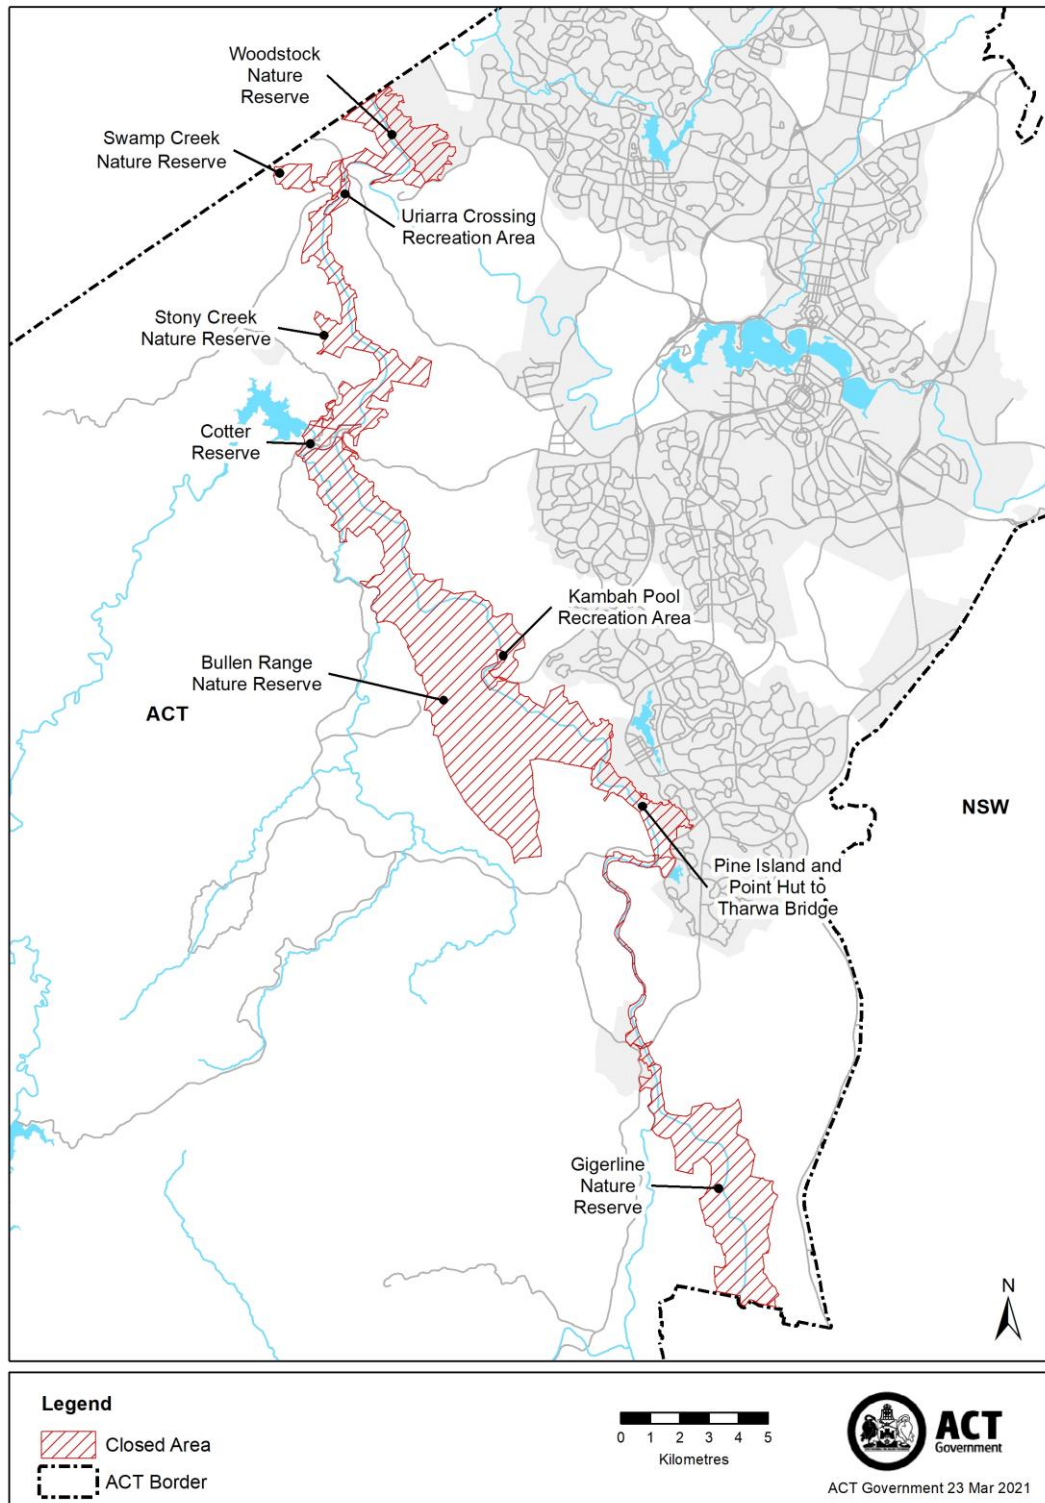 Woodstock
Nature
Reserve
Swamp Creek
Nature Reserve
Uriarra Crossing
Recreation Area
Stony Creek
Nature Reserve
Cotter
Reserve
Kambah Pool
Recreation Area
Bullen Range
Nature Reserve
ACT
NSW
Pine Island and
Point Hut to
Tharwa Bridge
Gigerline
Nature
Reserve
N
Legend
Closed Area
ACT Border
0 1 2 3 4 5
Kilometres
ACT
Government
ACT Government 23 Mar 2021